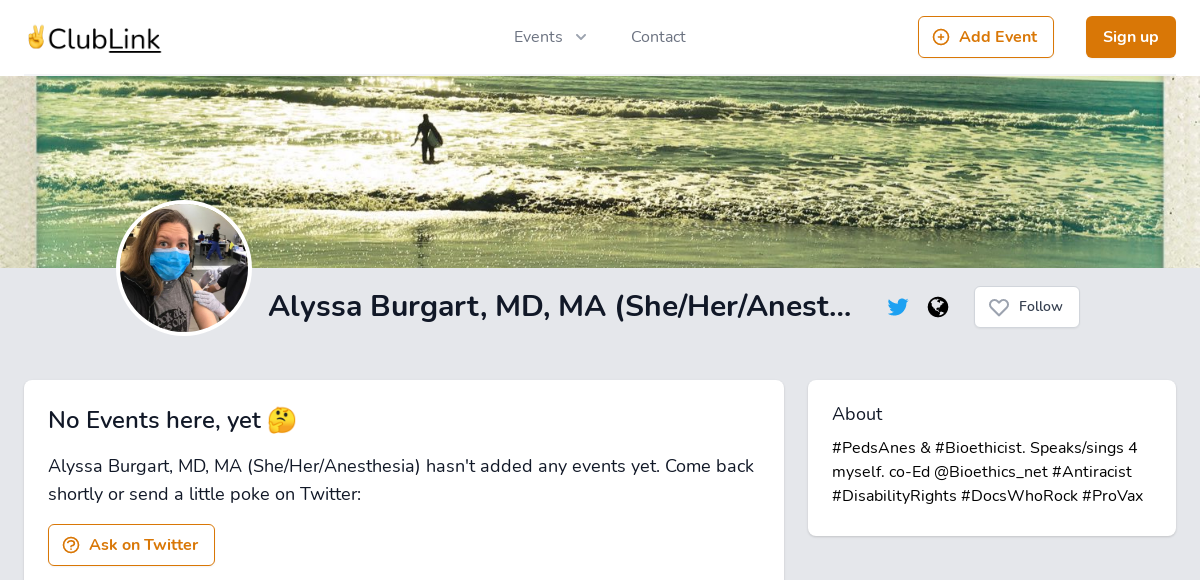 ✌️ClubLink
Events
Contact
Add Event
Sign up
Alyssa Burgart, MD, MA (She/Her/Anest...
Follow
No Events here, yet 🤔
Alyssa Burgart, MD, MA (She/Her/Anesthesia) hasn't added any events yet. Come back
shortly or send a little poke on Twitter:
Ask on Twitter
About
#PedsAnes & #Bioethicist. Speaks/sings 4
myself. co-Ed @Bioethics_net #Antiracist
#DisabilityRights #DocsWhoRock #ProVax